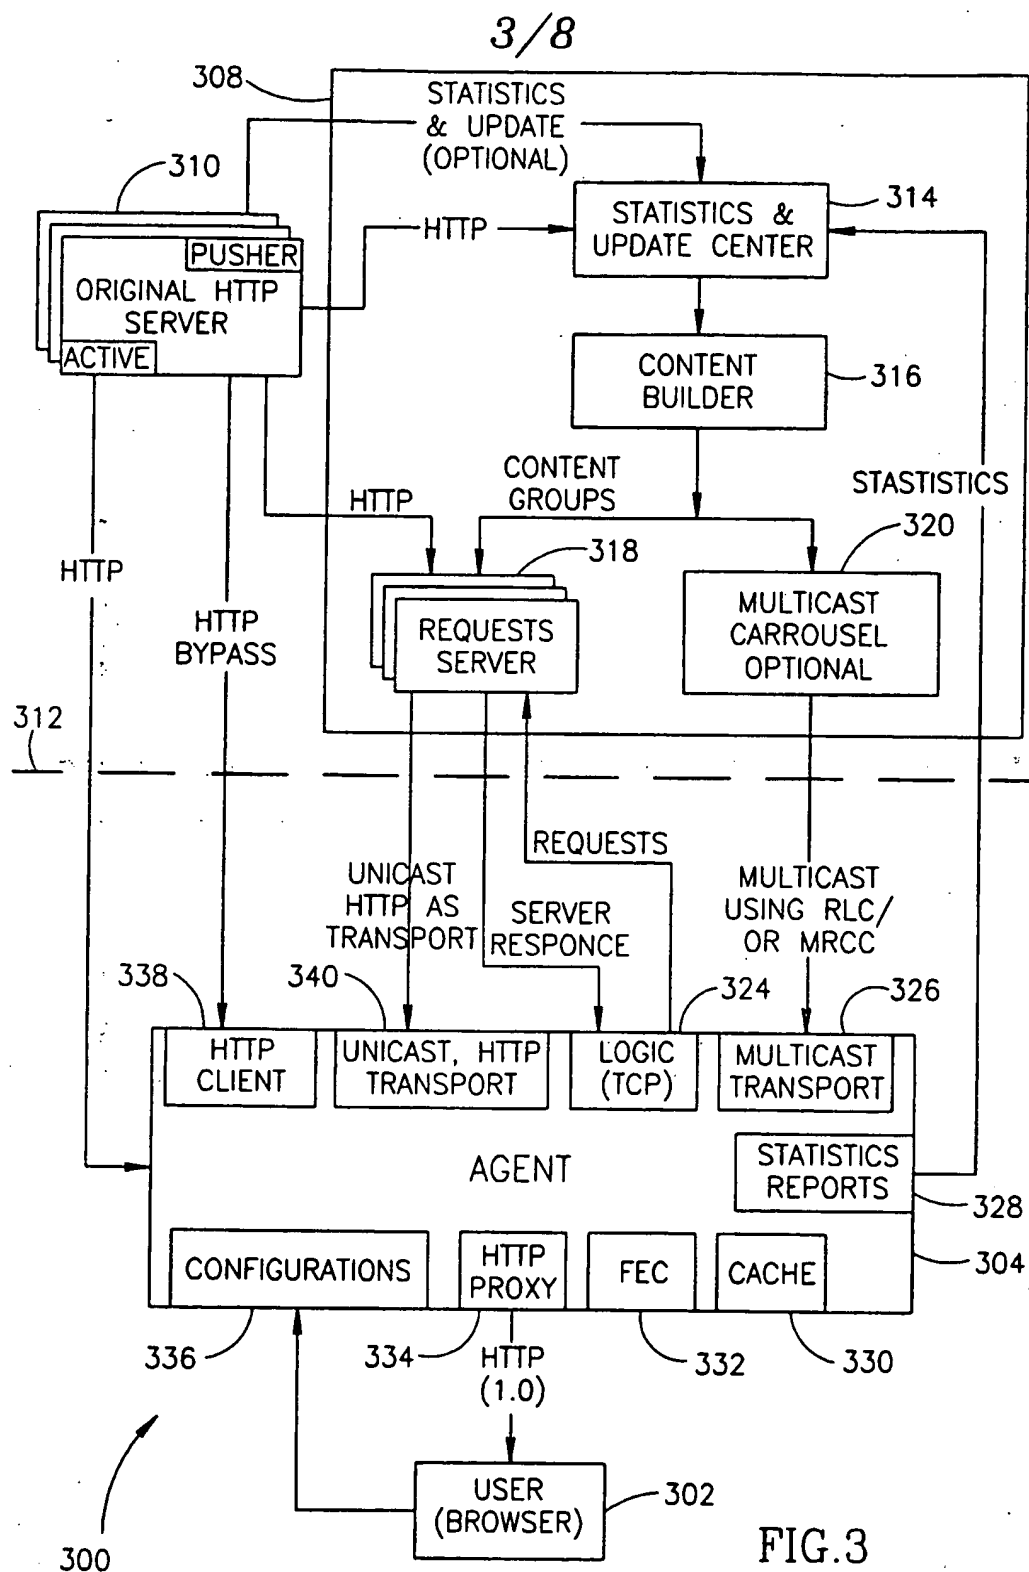 3/8
308
STATISTICS
& UPDATE
(OPTIONAL)
310
314
STATISTICS &
UPDATE CENTER
HTTP
PUSHER
ORIGINAL HTTP
SERVER
ACTIVE
CONTENT
BUILDER
316
CONTENT
GROUPS
STASTISTICS
HTTP
320
318
HTTP
MULTICAST
CARROUSEL
OPTIONAL
REQUESTS
SERVER
HTTP
BYPASS
312
REQUESTS
UNICAST
HTTP AS
TRANSPORT
SERVER
RESPONCE
MULTICAST
USING RLC/
OR MRCC
338
340
324
326
HTTP
CLIENT
UNICAST, HTTP
TRANSPORT
LOGIC
(TCP)
MULTICAST
TRANSPORT
AGENT
STATISTICS
REPORTS
328
304
CONFIGURATIONS
HTTP
PROXY
FEC
CACHE
336
334
332
330
HTTP
(1.0)
USER
(BROWSER)
302
300
FIG.3